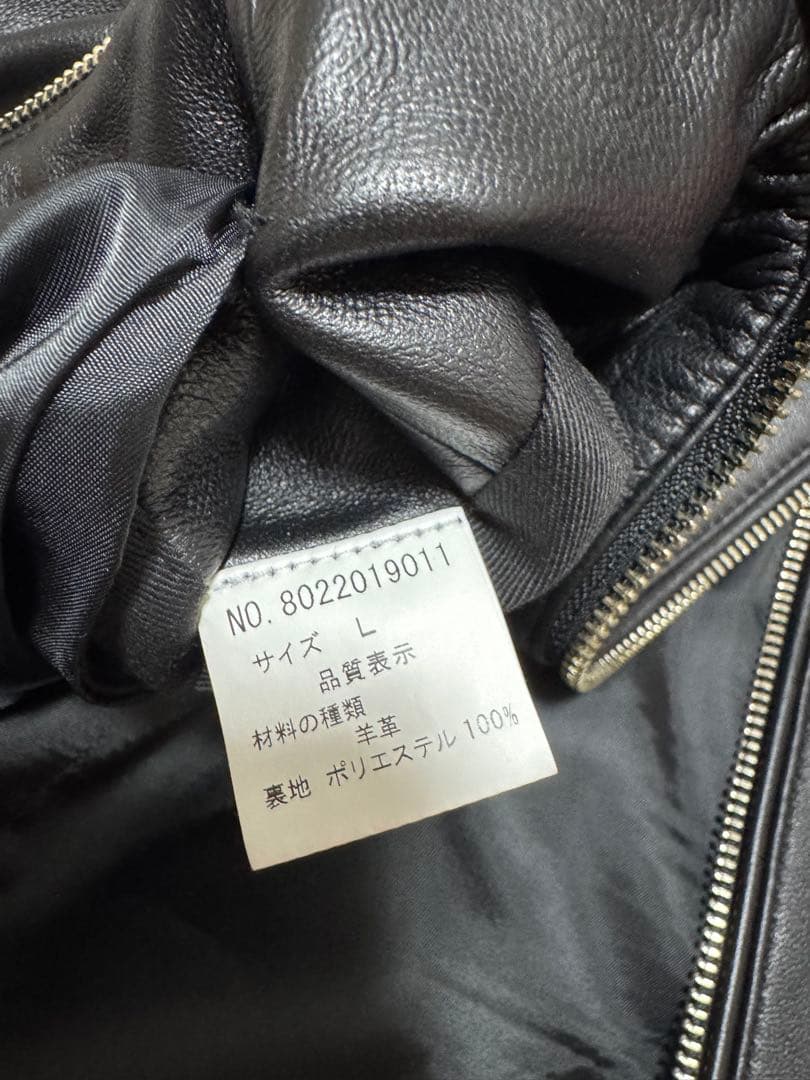 NO. 8022019011
サイズ L
品質表示
材料の種類
羊革
裏地 ポリエステル 100%